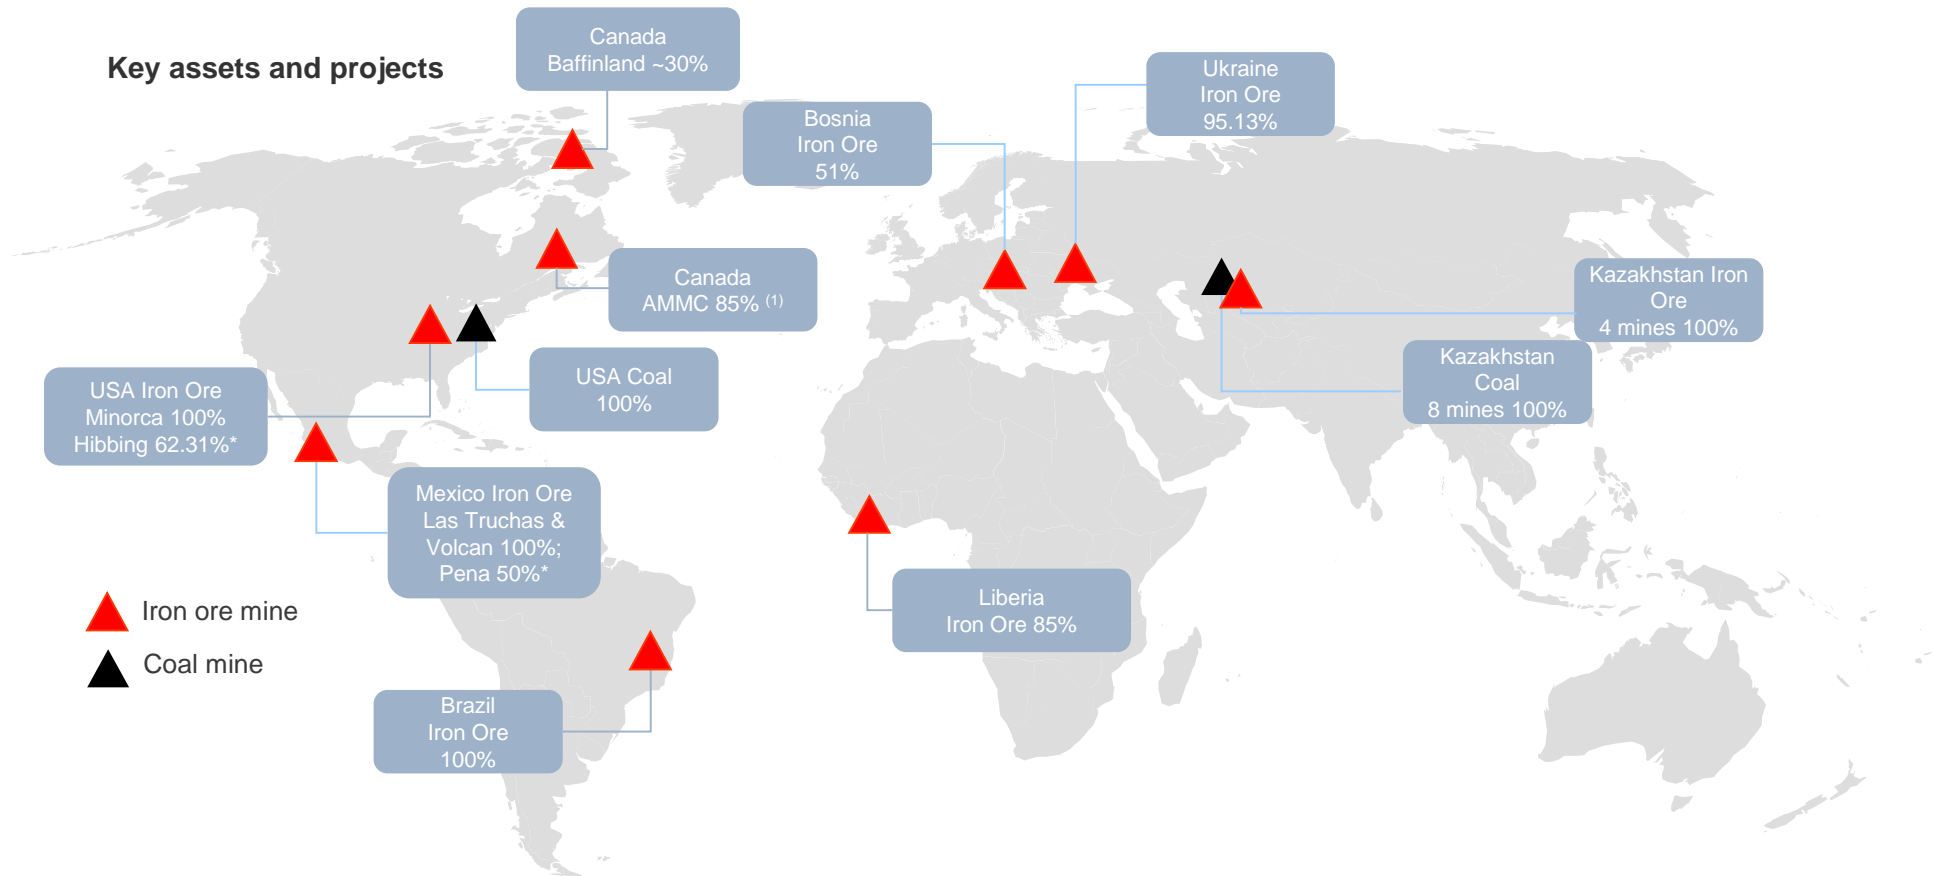 Key assets and projects
Canada
Baffinland ~30%
Ukraine
Iron Ore
95.13%
Bosnia
Iron Ore
51%
Canada
AMMC 85% (1)
Kazakhstan Iron
Ore
4 mines 100%
Kazakhstan
Coal
8 mines 100%
USA Coal
100%
USA Iron Ore
Minorca 100%
Hibbing 62.31%*
Mexico Iron Ore
Las Truchas &
Volcan 100%;
Pena 50%*
Liberia
Iron Ore 85%
Iron ore mine
Coal mine
Brazil
Iron Ore
100%